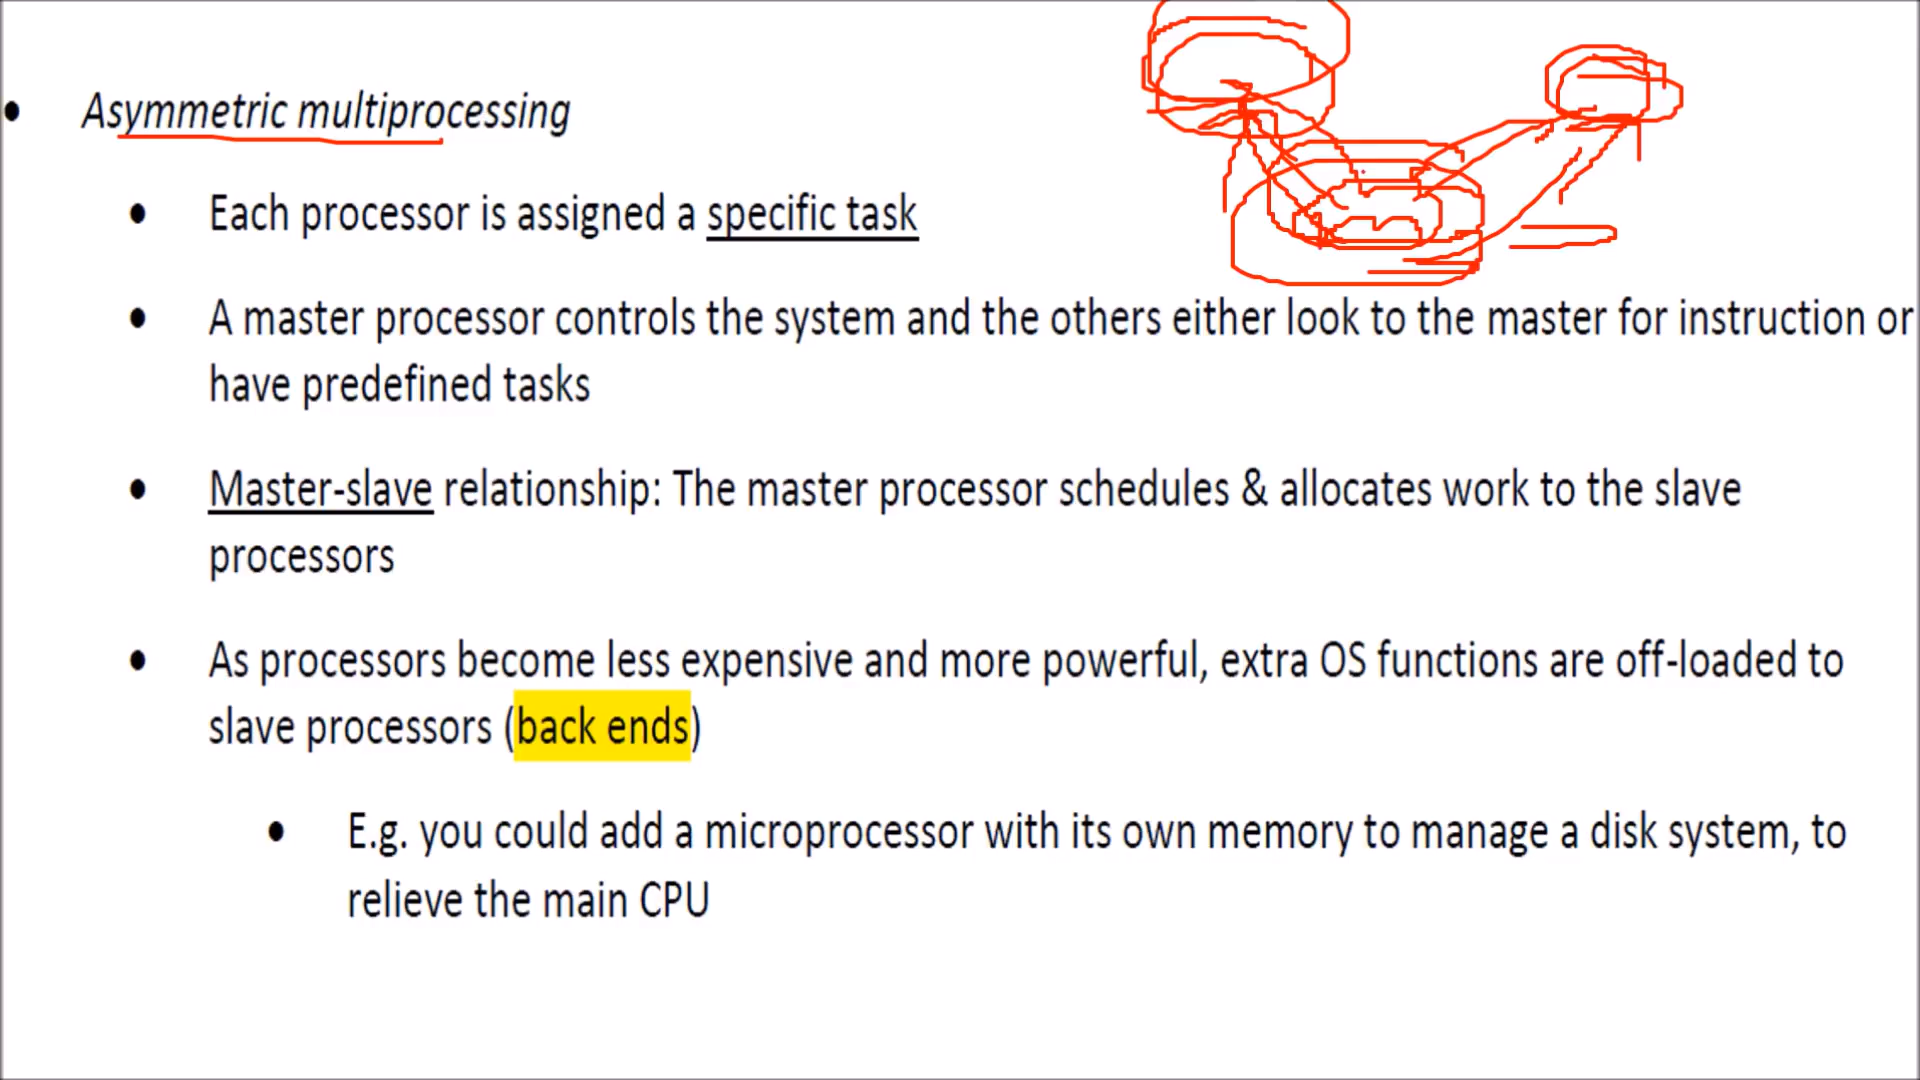 • Asymmetric multiprocessing
• Each processor is assigned a specific task
• A master processor controls the system and the others either look to the master for instruction or
have predefined tasks
• Master-slave relationship: The master processor schedules & allocates work to the slave
processors
• As processors become less expensive and more powerful, extra OS functions are off-loaded to
slave processors (back ends)
• E.g. you could add a microprocessor with its own memory to manage a disk system, to
relieve the main CPU